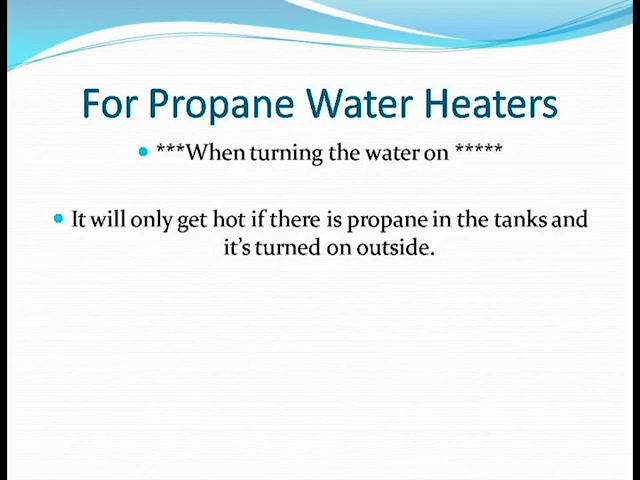 For Propane Water Heaters
• ***When turning the water on *****
• It will only get hot if there is propane in the tanks and
it’s turned on outside.